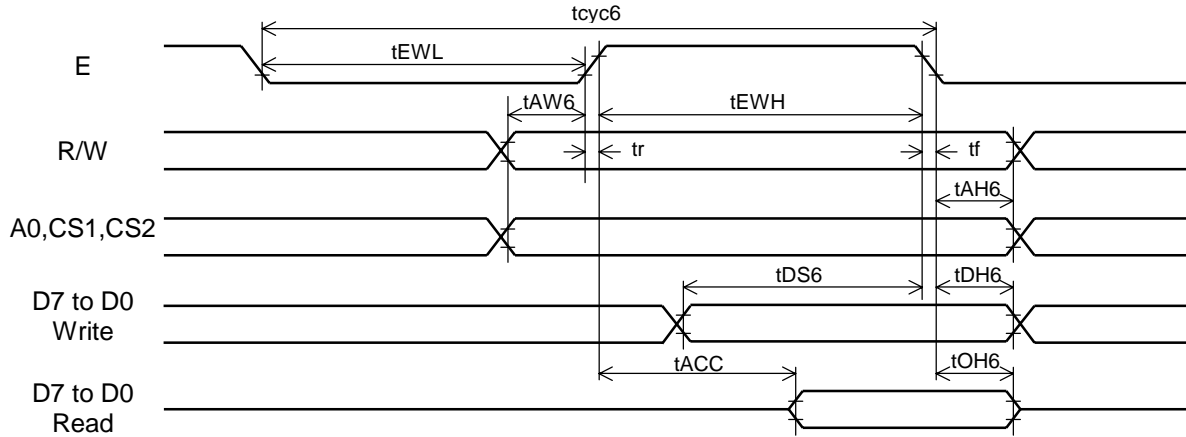 tcyc6
E
tEWL
tAW6
tEWH
R/W
tr
tf
tAH6
A0,CS1,CS2
tDS6
tDH6
D7 to D0
Write
tACC
tOH6
D7 to D0
Read